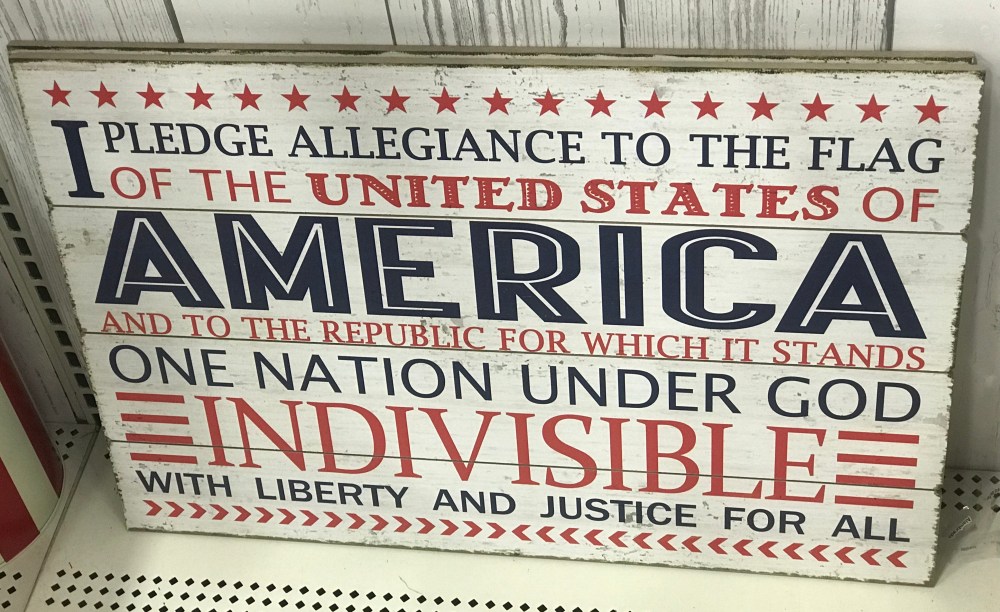 I PLEDGE ALLEGIANCE TO THE FLAG
OF THE UNITED STATES OF
AMERICA
AND TO THE REPUBLIC FOR WHICH IT STANDS
ONE NATION UNDER GOD
INDIVISIBLE
WITH LIBERTY AND JUSTICE FOR ALL